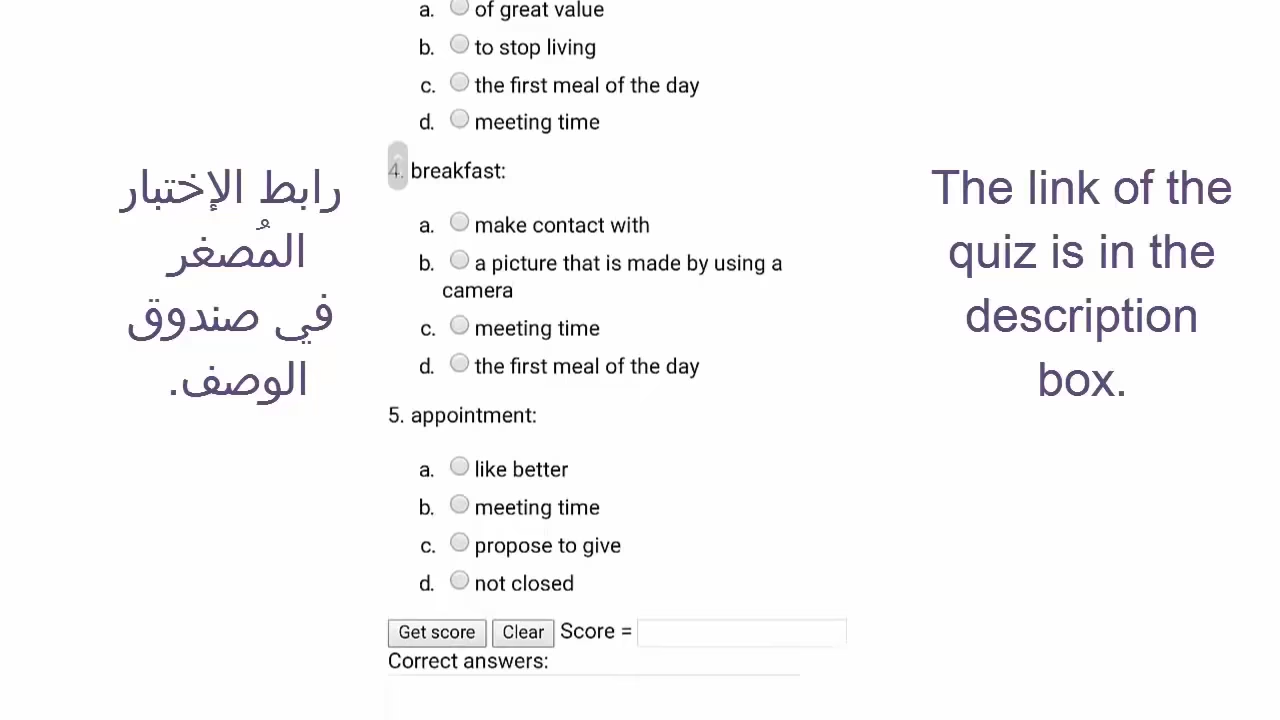 a. of great value
b. to stop living
c. the first meal of the day
d. meeting time
4. breakfast:
a. make contact with
b. a picture that is made by using a
camera
c. meeting time
d. the first meal of the day
5. appointment:
a. like better
b. meeting time
c. propose to give
d. not closed
Get score Clear Score =
Correct answers:
رابط الإختبار
المُصغر
في صندوق
الوصف.
The link of the
quiz is in the
description
box.